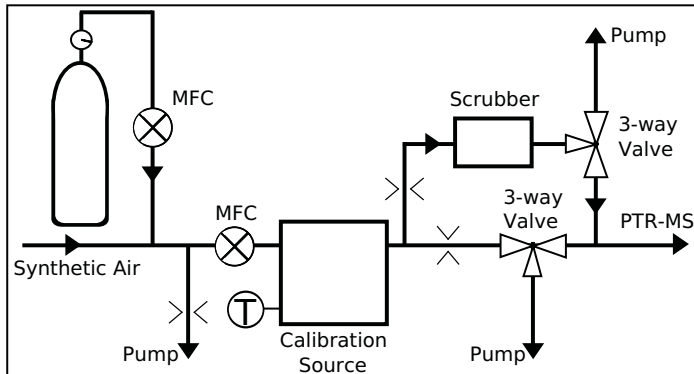 Pump
MFC
Scrubber
3-way
Valve
3-way
Valve
MFC
PTR-MS
Synthetic Air
T
Pump
Calibration
Source
Pump